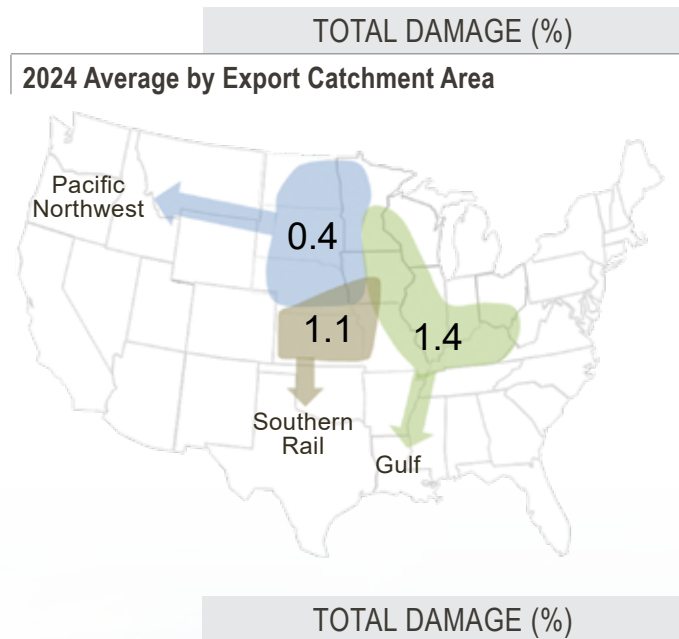 TOTAL DAMAGE (%)
2024 Average by Export Catchment Area
Pacific
Northwest
0.4
1.1
1.4
Southern
Rail
Gulf
TOTAL DAMAGE (%)